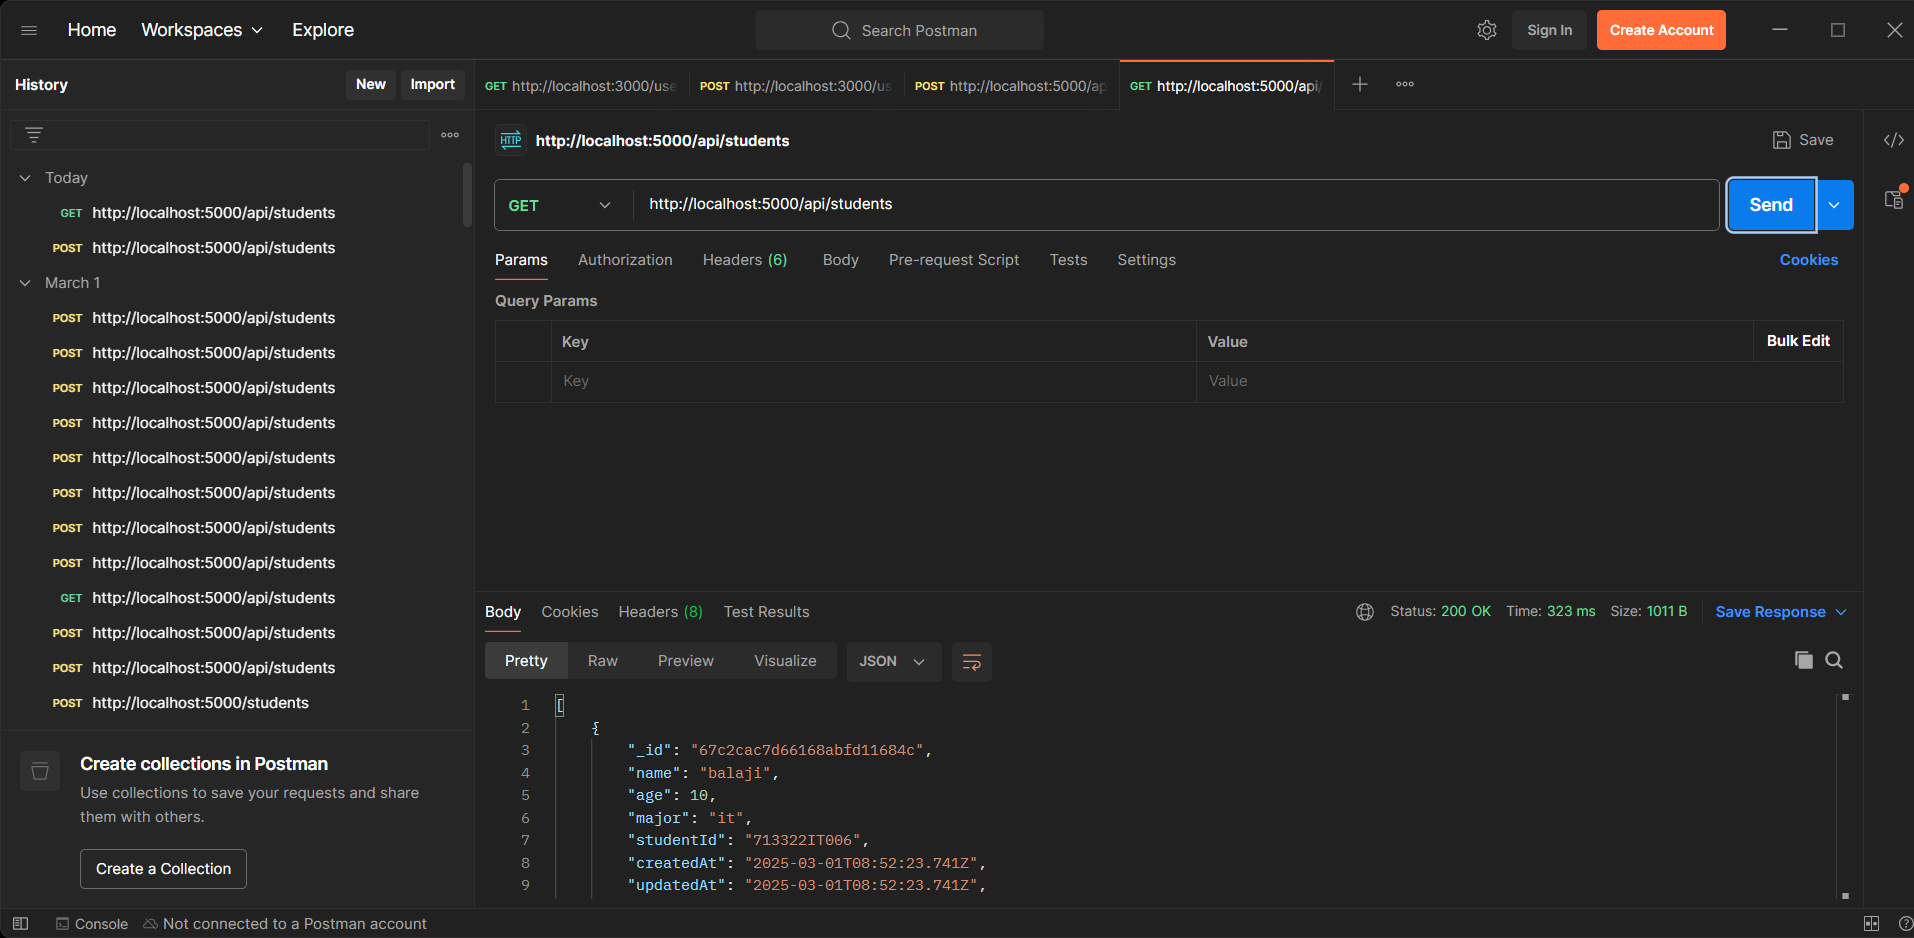 Home Workspaces Explore Search Postman Sign In Create Account
History New Import
GET http://localhost:3000/use POST http://localhost:3000/us POST http://localhost:5000/ap GET http://localhost:5000/api/
HTTP http://localhost:5000/api/students Save
Today
GET http://localhost:5000/api/students
POST http://localhost:5000/api/students
March 1
POST http://localhost:5000/api/students
POST http://localhost:5000/api/students
POST http://localhost:5000/api/students
POST http://localhost:5000/api/students
POST http://localhost:5000/api/students
POST http://localhost:5000/api/students
POST http://localhost:5000/api/students
POST http://localhost:5000/api/students
GET http://localhost:5000/api/students
POST http://localhost:5000/api/students
POST http://localhost:5000/api/students
POST http://localhost:5000/students
Create collections in Postman
Use collections to save your requests and share
them with others.
Create a Collection
GET http://localhost:5000/api/students Send
Params Authorization Headers (6) Body Pre-request Script Tests Settings Cookies
Query Params
Key Value Bulk Edit
Key Value
Body Cookies Headers (8) Test Results Status: 200 OK Time: 323 ms Size: 1011 B Save Response
Pretty Raw Preview Visualize JSON
1 [
2 {
3 "_id": "67c2cac7d66168abfd11684c",
4 "name": "balaji",
5 "age": 10,
6 "major": "it",
7 "studentId": "713322IT006",
8 "createdAt": "2025-03-01T08:52:23.741Z",
9 "updatedAt": "2025-03-01T08:52:23.741Z",
Console Not connected to a Postman account